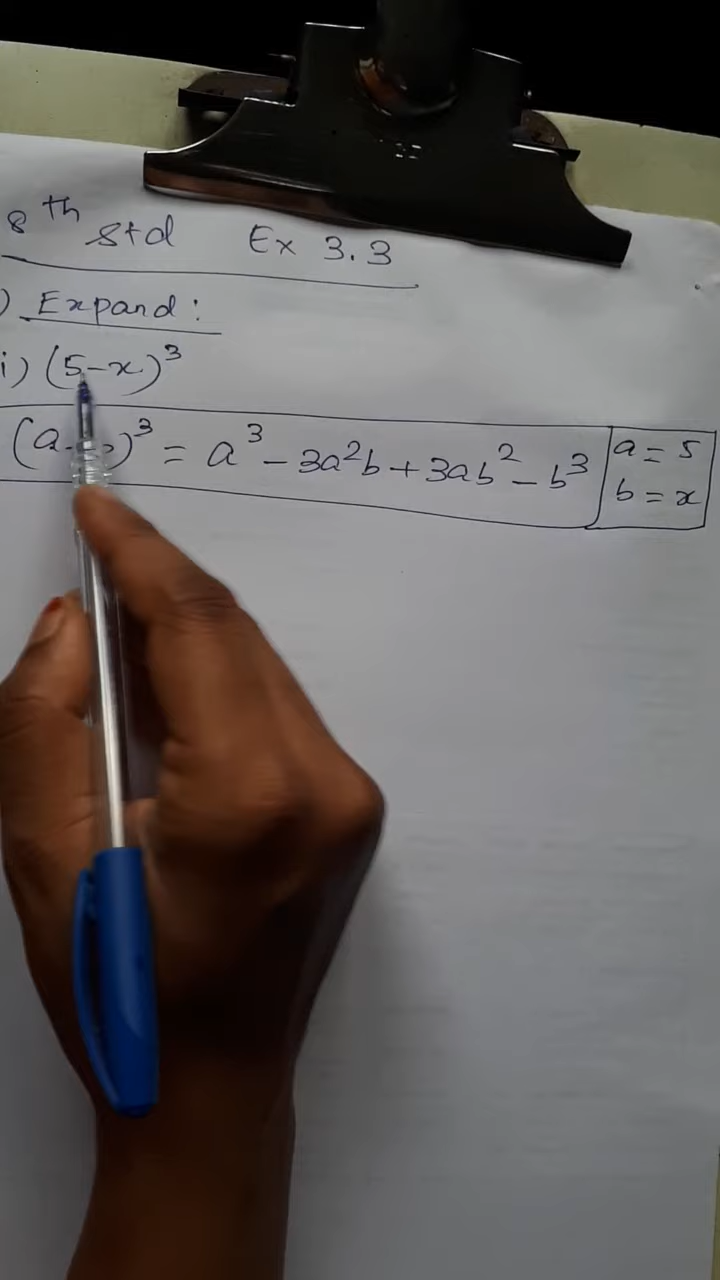 8th std Ex 3.3
) Expand:
i) (5-x)³
(a- )³ = a³ - 3a²b + 3ab² - b³
a = 5
b = x